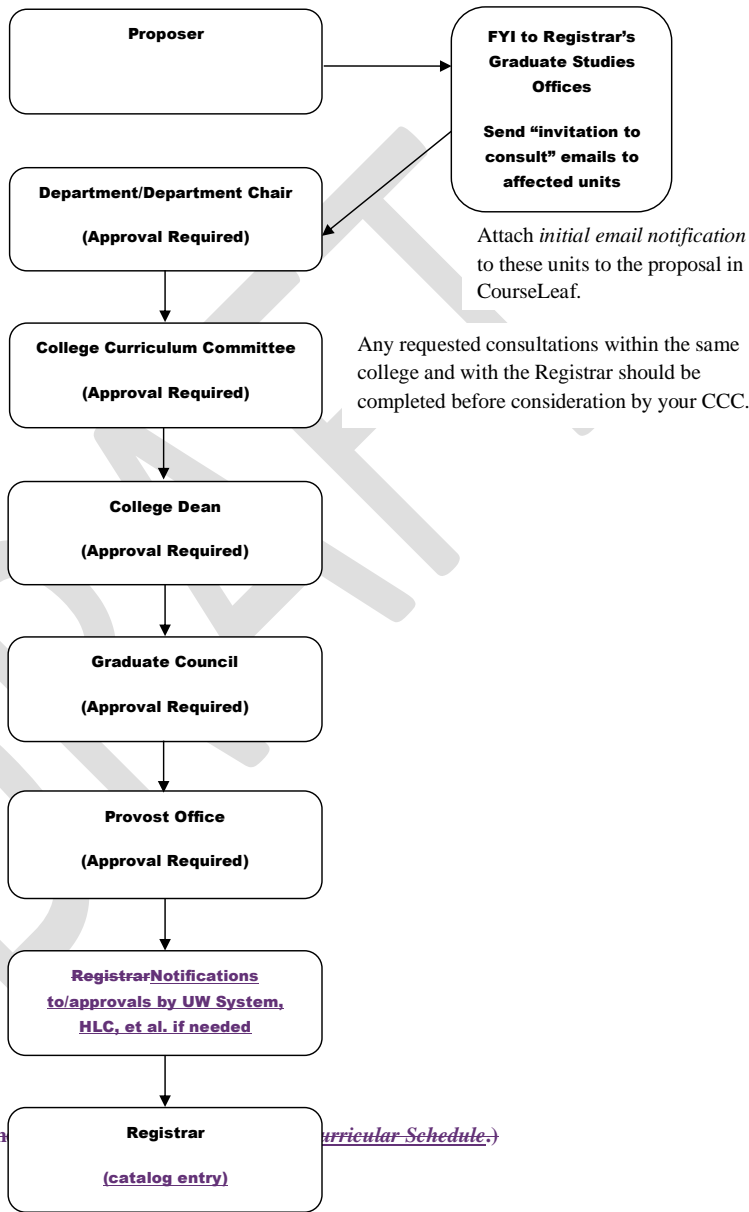 Proposer
FYI to Registrar's
Graduate Studies
Offices
Send "invitation to
consult" emails to
affected units
Department/Department Chair
(Approval Required)
Attach initial email notification
to these units to the proposal in
CourseLeaf.
College Curriculum Committee
(Approval Required)
Any requested consultations within the same
college and with the Registrar should be
completed before consideration by your CCC.
College Dean
(Approval Required)
Graduate Council
(Approval Required)
Provost Office
(Approval Required)
RegistrarNotifications
to/approvals by UW System,
HLC, et al. if needed
Registrar
Schedule.)
(catalog entry)
DRAFT